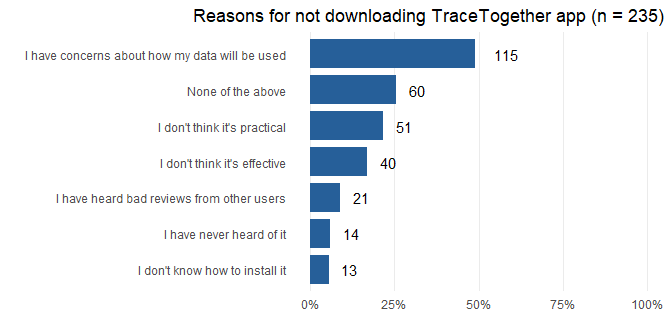 Reasons for not downloading TraceTogether app (n = 235)
I have concerns about how my data will be used 115
None of the above 60
I don't think it's practical 51
I don't think it's effective 40
I have heard bad reviews from other users 21
I have never heard of it 14
I don't know how to install it 13
0% 25% 50% 75% 100%